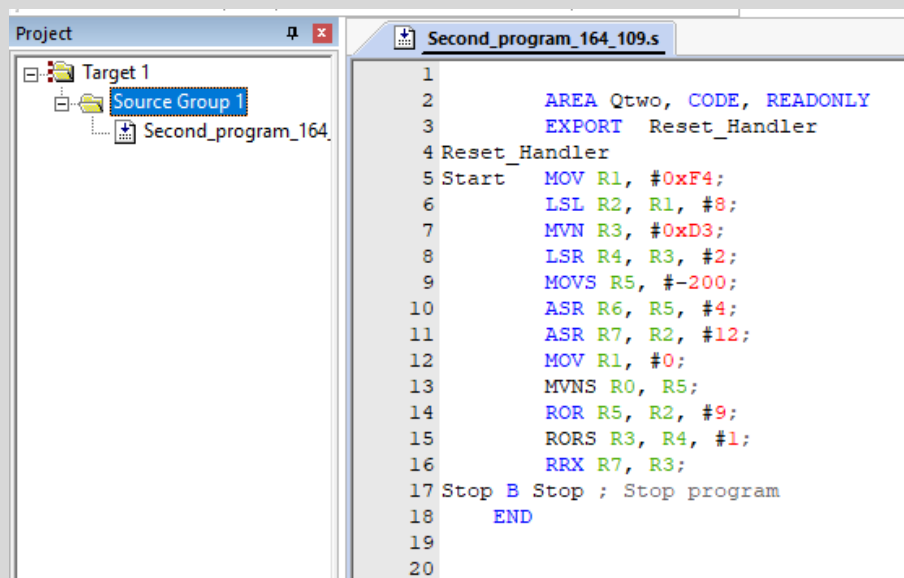 Project
Target 1
Source Group 1
Second_program_164_
Second_program_164_109.s
1
2 AREA Qtwo, CODE, READONLY
3 EXPORT Reset_Handler
4 Reset_Handler
5 Start MOV R1, #0xF4;
6 LSL R2, R1, #8;
7 MVN R3, #0xD3;
8 LSR R4, R3, #2;
9 MOVS R5, #-200;
10 ASR R6, R5, #4;
11 ASR R7, R2, #12;
12 MOV R1, #0;
13 MVNS R0, R5;
14 ROR R5, R2, #9;
15 RORS R3, R4, #1;
16 RRX R7, R3;
17 Stop B Stop ; Stop program
18 END
19
20